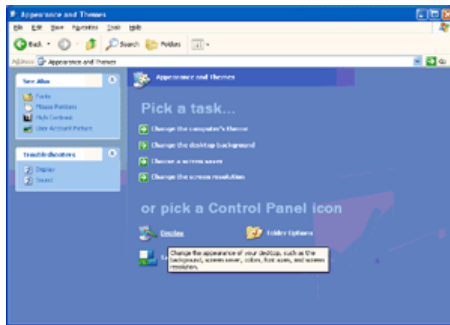 Appearance and Themes
File Edit View Favorites Tools Help
Back Search Folders
Address Appearance and Themes Go
See Also
Fonts
Mouse Pointers
High Contrast
User Account Picture
Troubleshooters
Display
Sound
Appearance and Themes
Pick a task...
Change the computer's theme
Change the desktop background
Choose a screen saver
Change the screen resolution
or pick a Control Panel icon
Display Folder Options
Change the appearance of your desktop, such as the
background, screen saver, colors, font sizes, and screen
resolution.